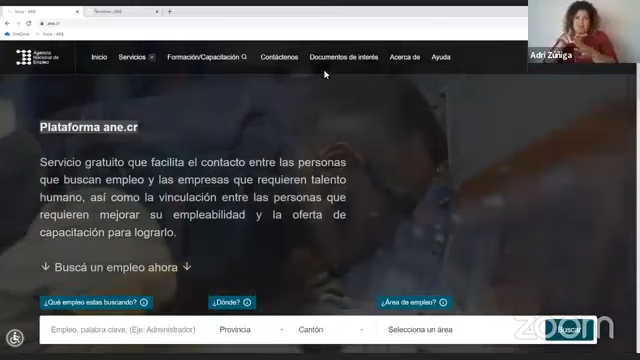 Inicio - ANE
Términos - ANE
ane.cr
OneDrive
Inicio - ANE
Agencia
Nacional de
Empleo
Inicio Servicios Formación/Capacitación Contáctenos Documentos de interés Acerca de Ayuda
Adri Zúñiga
Plataforma ane.cr
Servicio gratuito que facilita el contacto entre las personas
que buscan empleo y las empresas que requieren talento
humano, así como la vinculación entre las personas que
requieren mejorar su empleabilidad y la oferta de
capacitación para lograrlo.
Buscá un empleo ahora
¿Qué empleo estas buscando? ¿Dónde? ¿Área de empleo?
Empleo, palabra clave, (Eje: Administrador) Provincia Cantón Selecciona un área Buscar
zoom